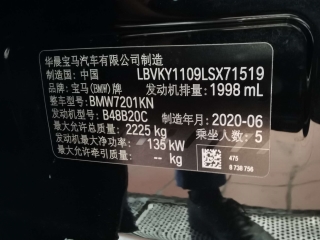 华晨宝马汽车有限公司制造
制造国：中国 LBVKY1109LSX71519
品牌：宝马(BMW)牌 发动机排量：1998 mL
整车型号：BMW7201KN
发动机型号：B48B20C 制造年月：2020-06
最大允许总质量：2225 kg 乘坐人数：5
发动机最大净功率：135 kW
最大允许牵引质量：-- kg
475
8 738 756